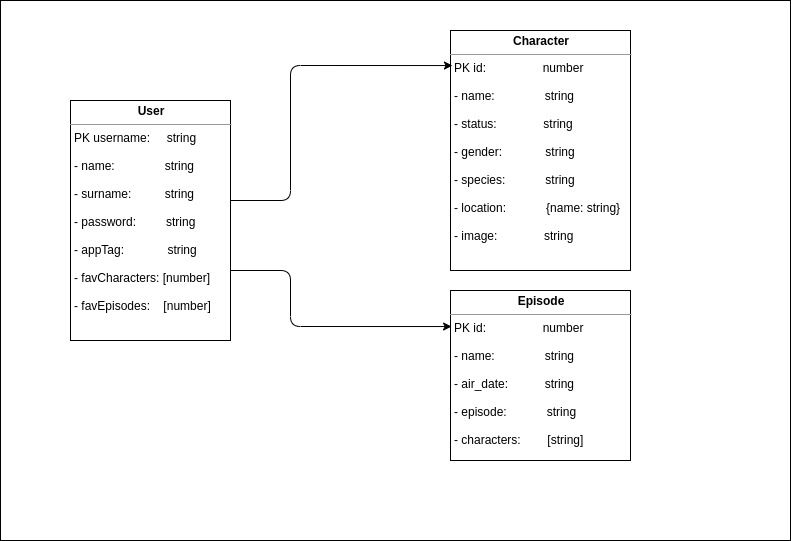 User
PK username: string
- name: string
- surname: string
- password: string
- appTag: string
- favCharacters: [number]
- favEpisodes: [number]
Character
PK id: number
- name: string
- status: string
- gender: string
- species: string
- location: {name: string}
- image: string
Episode
PK id: number
- name: string
- air_date: string
- episode: string
- characters: [string]